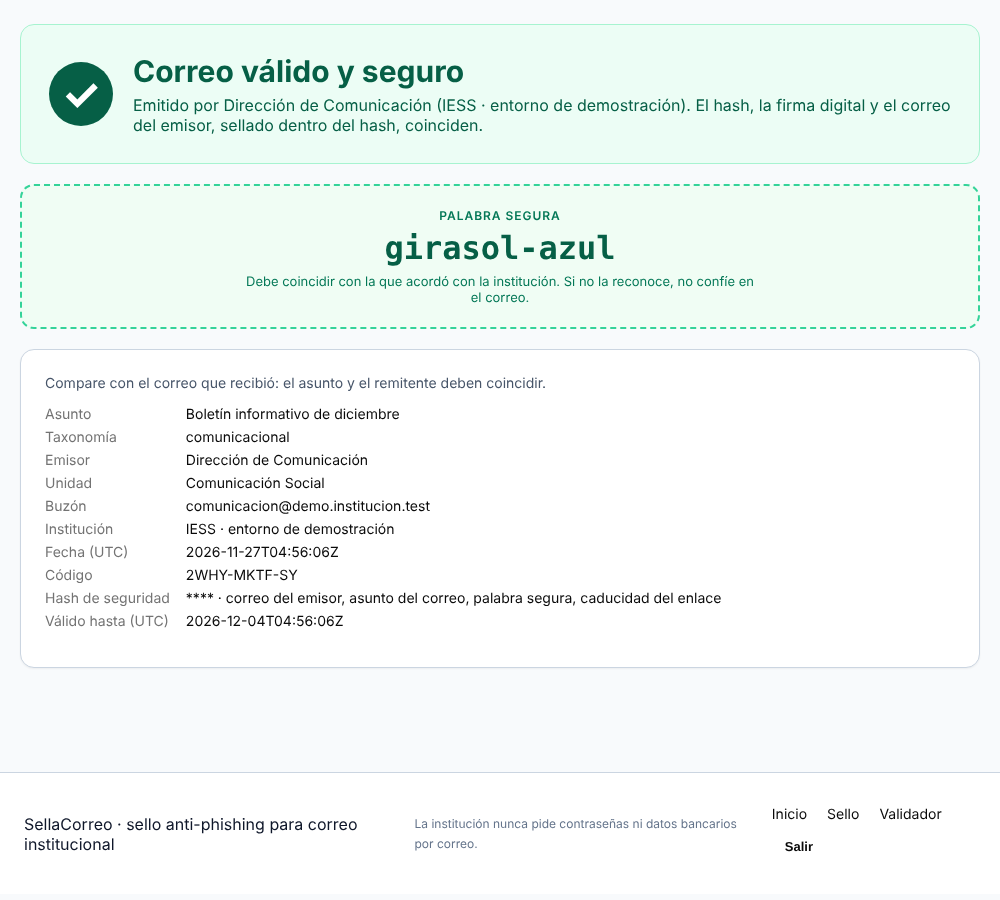 Correo válido y seguro
Emitido por Dirección de Comunicación (IESS · entorno de demostración). El hash, la firma digital y el correo
del emisor, sellado dentro del hash, coinciden.
PALABRA SEGURA
girasol-azul
Debe coincidir con la que acordó con la institución. Si no la reconoce, no confíe en
el correo.
Compare con el correo que recibió: el asunto y el remitente deben coincidir.
Asunto Boletín informativo de diciembre
Taxonomía comunicacional
Emisor Dirección de Comunicación
Unidad Comunicación Social
Buzón comunicacion@demo.institucion.test
Institución IESS · entorno de demostración
Fecha (UTC) 2026-11-27T04:56:06Z
Código 2WHY-MKTF-SY
Hash de seguridad **** · correo del emisor, asunto del correo, palabra segura, caducidad del enlace
Válido hasta (UTC) 2026-12-04T04:56:06Z
SellaCorreo · sello anti-phishing para correo
institucional
La institución nunca pide contraseñas ni datos bancarios
por correo.
Inicio Sello Validador
Salir